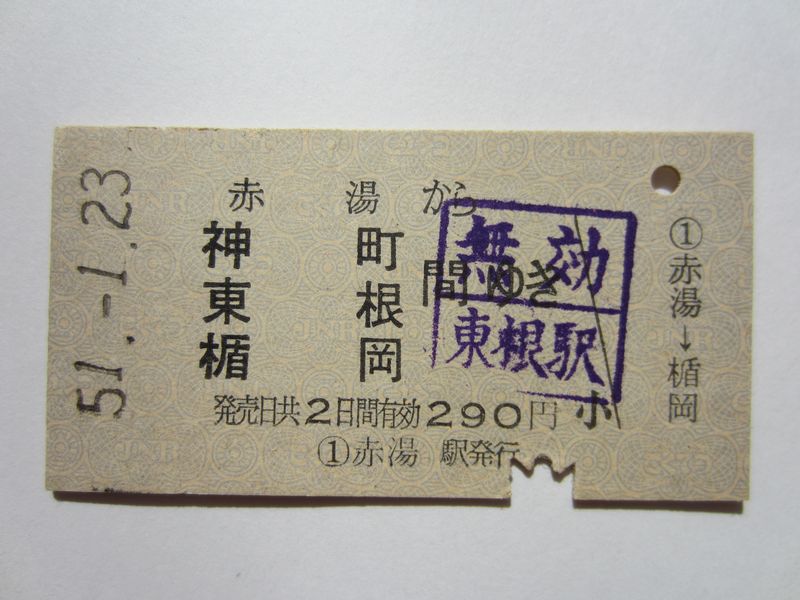 51.-1.23
赤湯から
神町
東根間ゆき
楯岡
発売日共2日間有効290円 小
①赤湯駅発行
無効
東根駅
①赤湯→楯岡